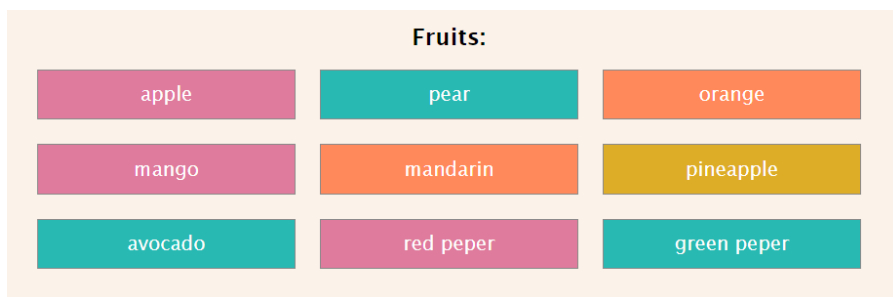 Fruits:
apple pear orange
mango mandarin pineapple
avocado red peper green peper